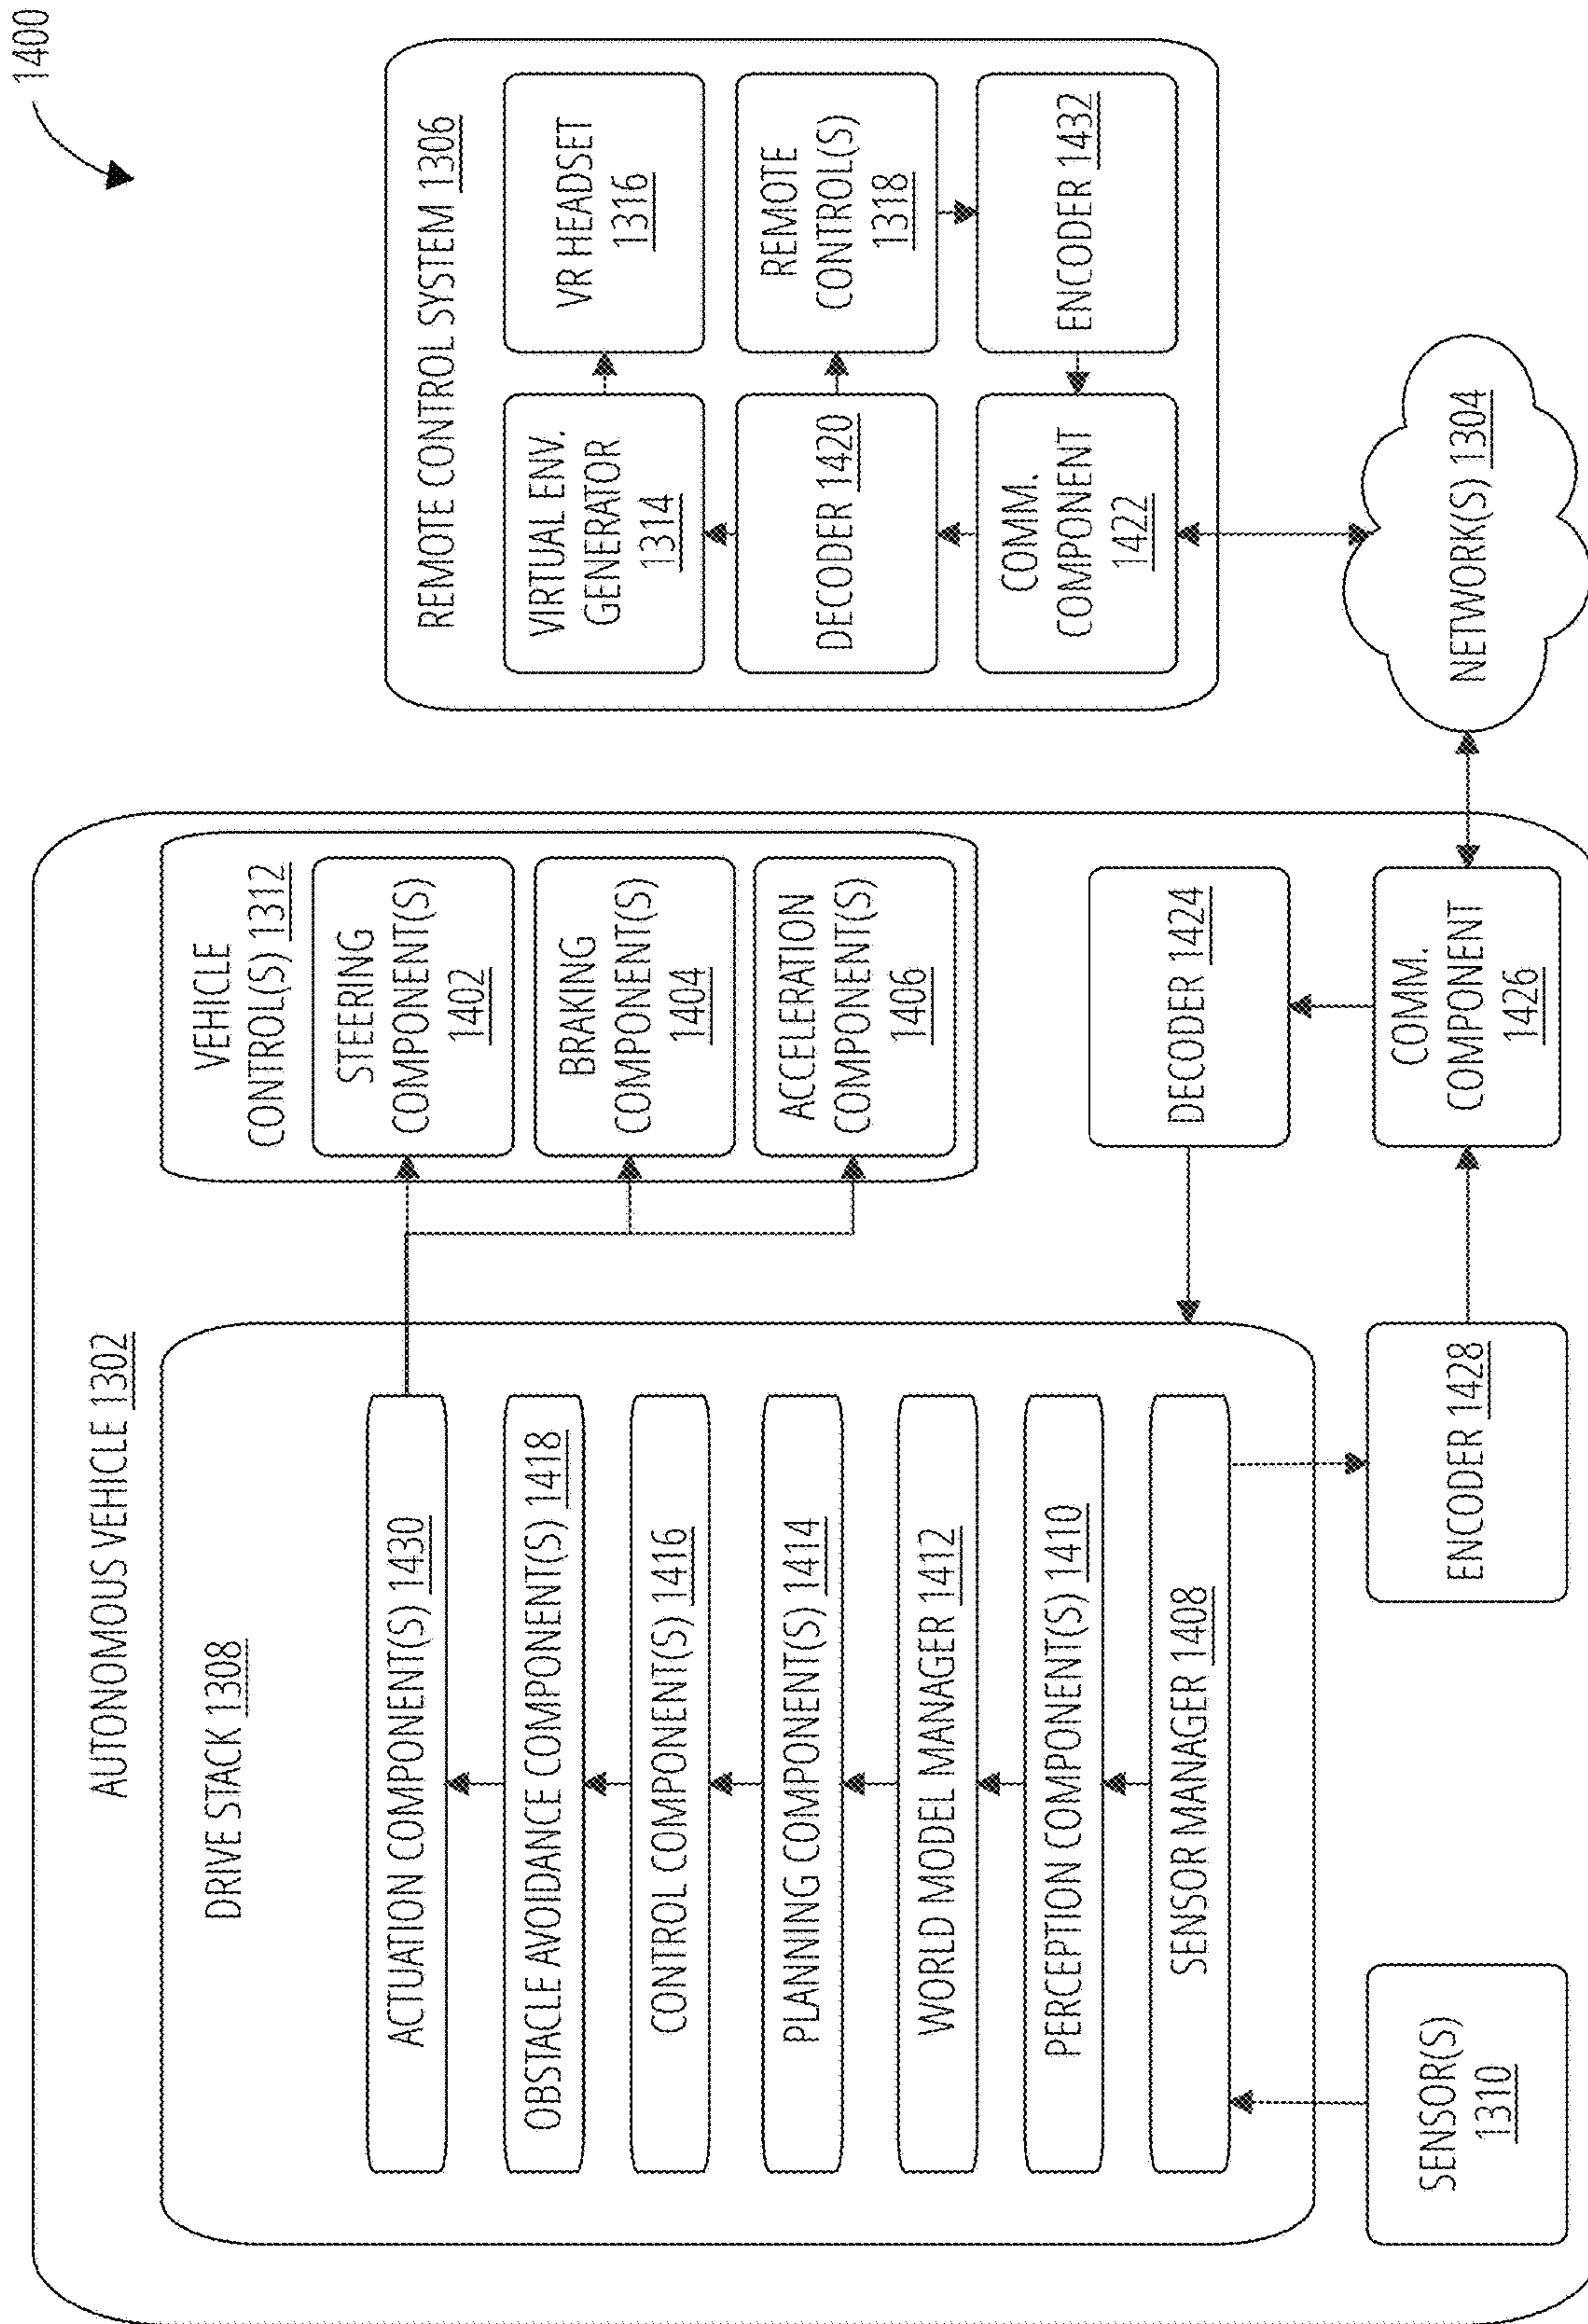 1400
AUTONOMOUS VEHICLE 1302
DRIVE STACK 1308
ACTUATION COMPONENT(S) 1430
OBSTACLE AVOIDANCE COMPONENT(S) 1418
CONTROL COMPONENT(S) 1416
PLANNING COMPONENT(S) 1414
WORLD MODEL MANAGER 1412
PERCEPTION COMPONENT(S) 1410
SENSOR MANAGER 1408
SENSOR(S)
1310
ENCODER 1428
VEHICLE
CONTROL(S) 1312
STEERING
COMPONENT(S)
1402
BRAKING
COMPONENT(S)
1404
ACCELERATION
COMPONENT(S)
1406
DECODER 1424
COMM.
COMPONENT
1426
REMOTE CONTROL SYSTEM 1306
VIRTUAL ENV.
GENERATOR
1314
VR HEADSET
1316
DECODER 1420
REMOTE
CONTROL(S)
1318
COMM.
COMPONENT
1422
ENCODER 1432
NETWORK(S) 1304